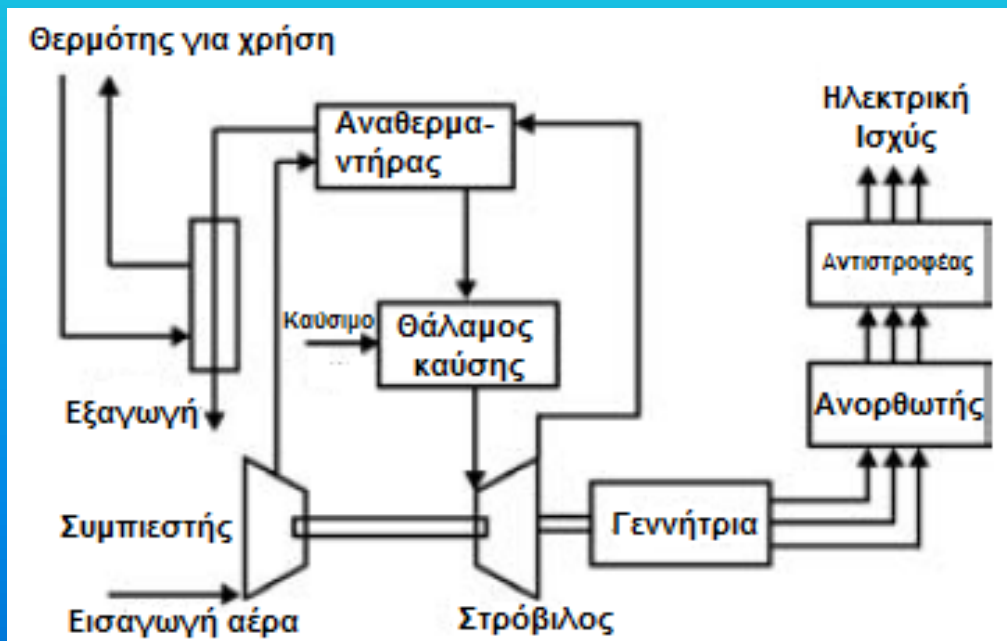 Θερμότης για χρήση
Αναθερμα-
ντήρας
Ηλεκτρική
Ισχύς
Αντιστροφέας
Καύσιμο
Θάλαμος
καύσης
Ανορθωτής
Εξαγωγή
Συμπιεστής
Γεννήτρια
Εισαγωγή αέρα
Στρόβιλος